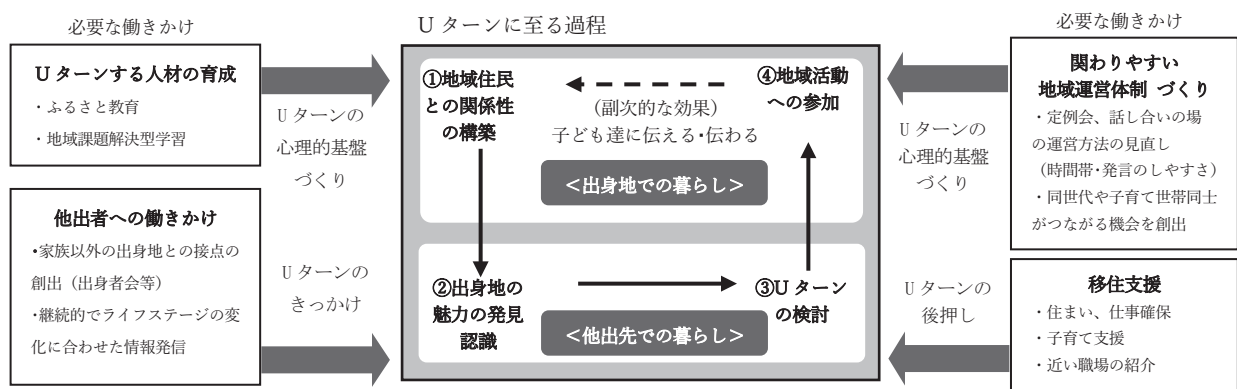 必要な働きかけ
Uターンする人材の育成
・ふるさと教育
・地域課題解決型学習
Uターンの
心理的基盤
づくり
他出者への働きかけ
・家族以外の出身地との接点の
創出（出身者会等）
・継続的でライフステージの変
化に合わせた情報発信
Uターンの
きっかけ
Uターンに至る過程
①地域住民
との関係性
の構築
（副次的な効果）
子ども達に伝える・伝わる
④地域活動
への参加
＜出身地での暮らし＞
②出身地の
魅力の発見
認識
③Uターン
の検討
＜他出先での暮らし＞
必要な働きかけ
Uターンの
心理的基盤
づくり
関わりやすい
地域運営体制 づくり
・定例会、話し合いの場
の運営方法の見直し
（時間帯・発言のしやすさ）
・同世代や子育て世帯同士
がつながる機会を創出
Uターンの
後押し
移住支援
・住まい、仕事確保
・子育て支援
・近い職場の紹介